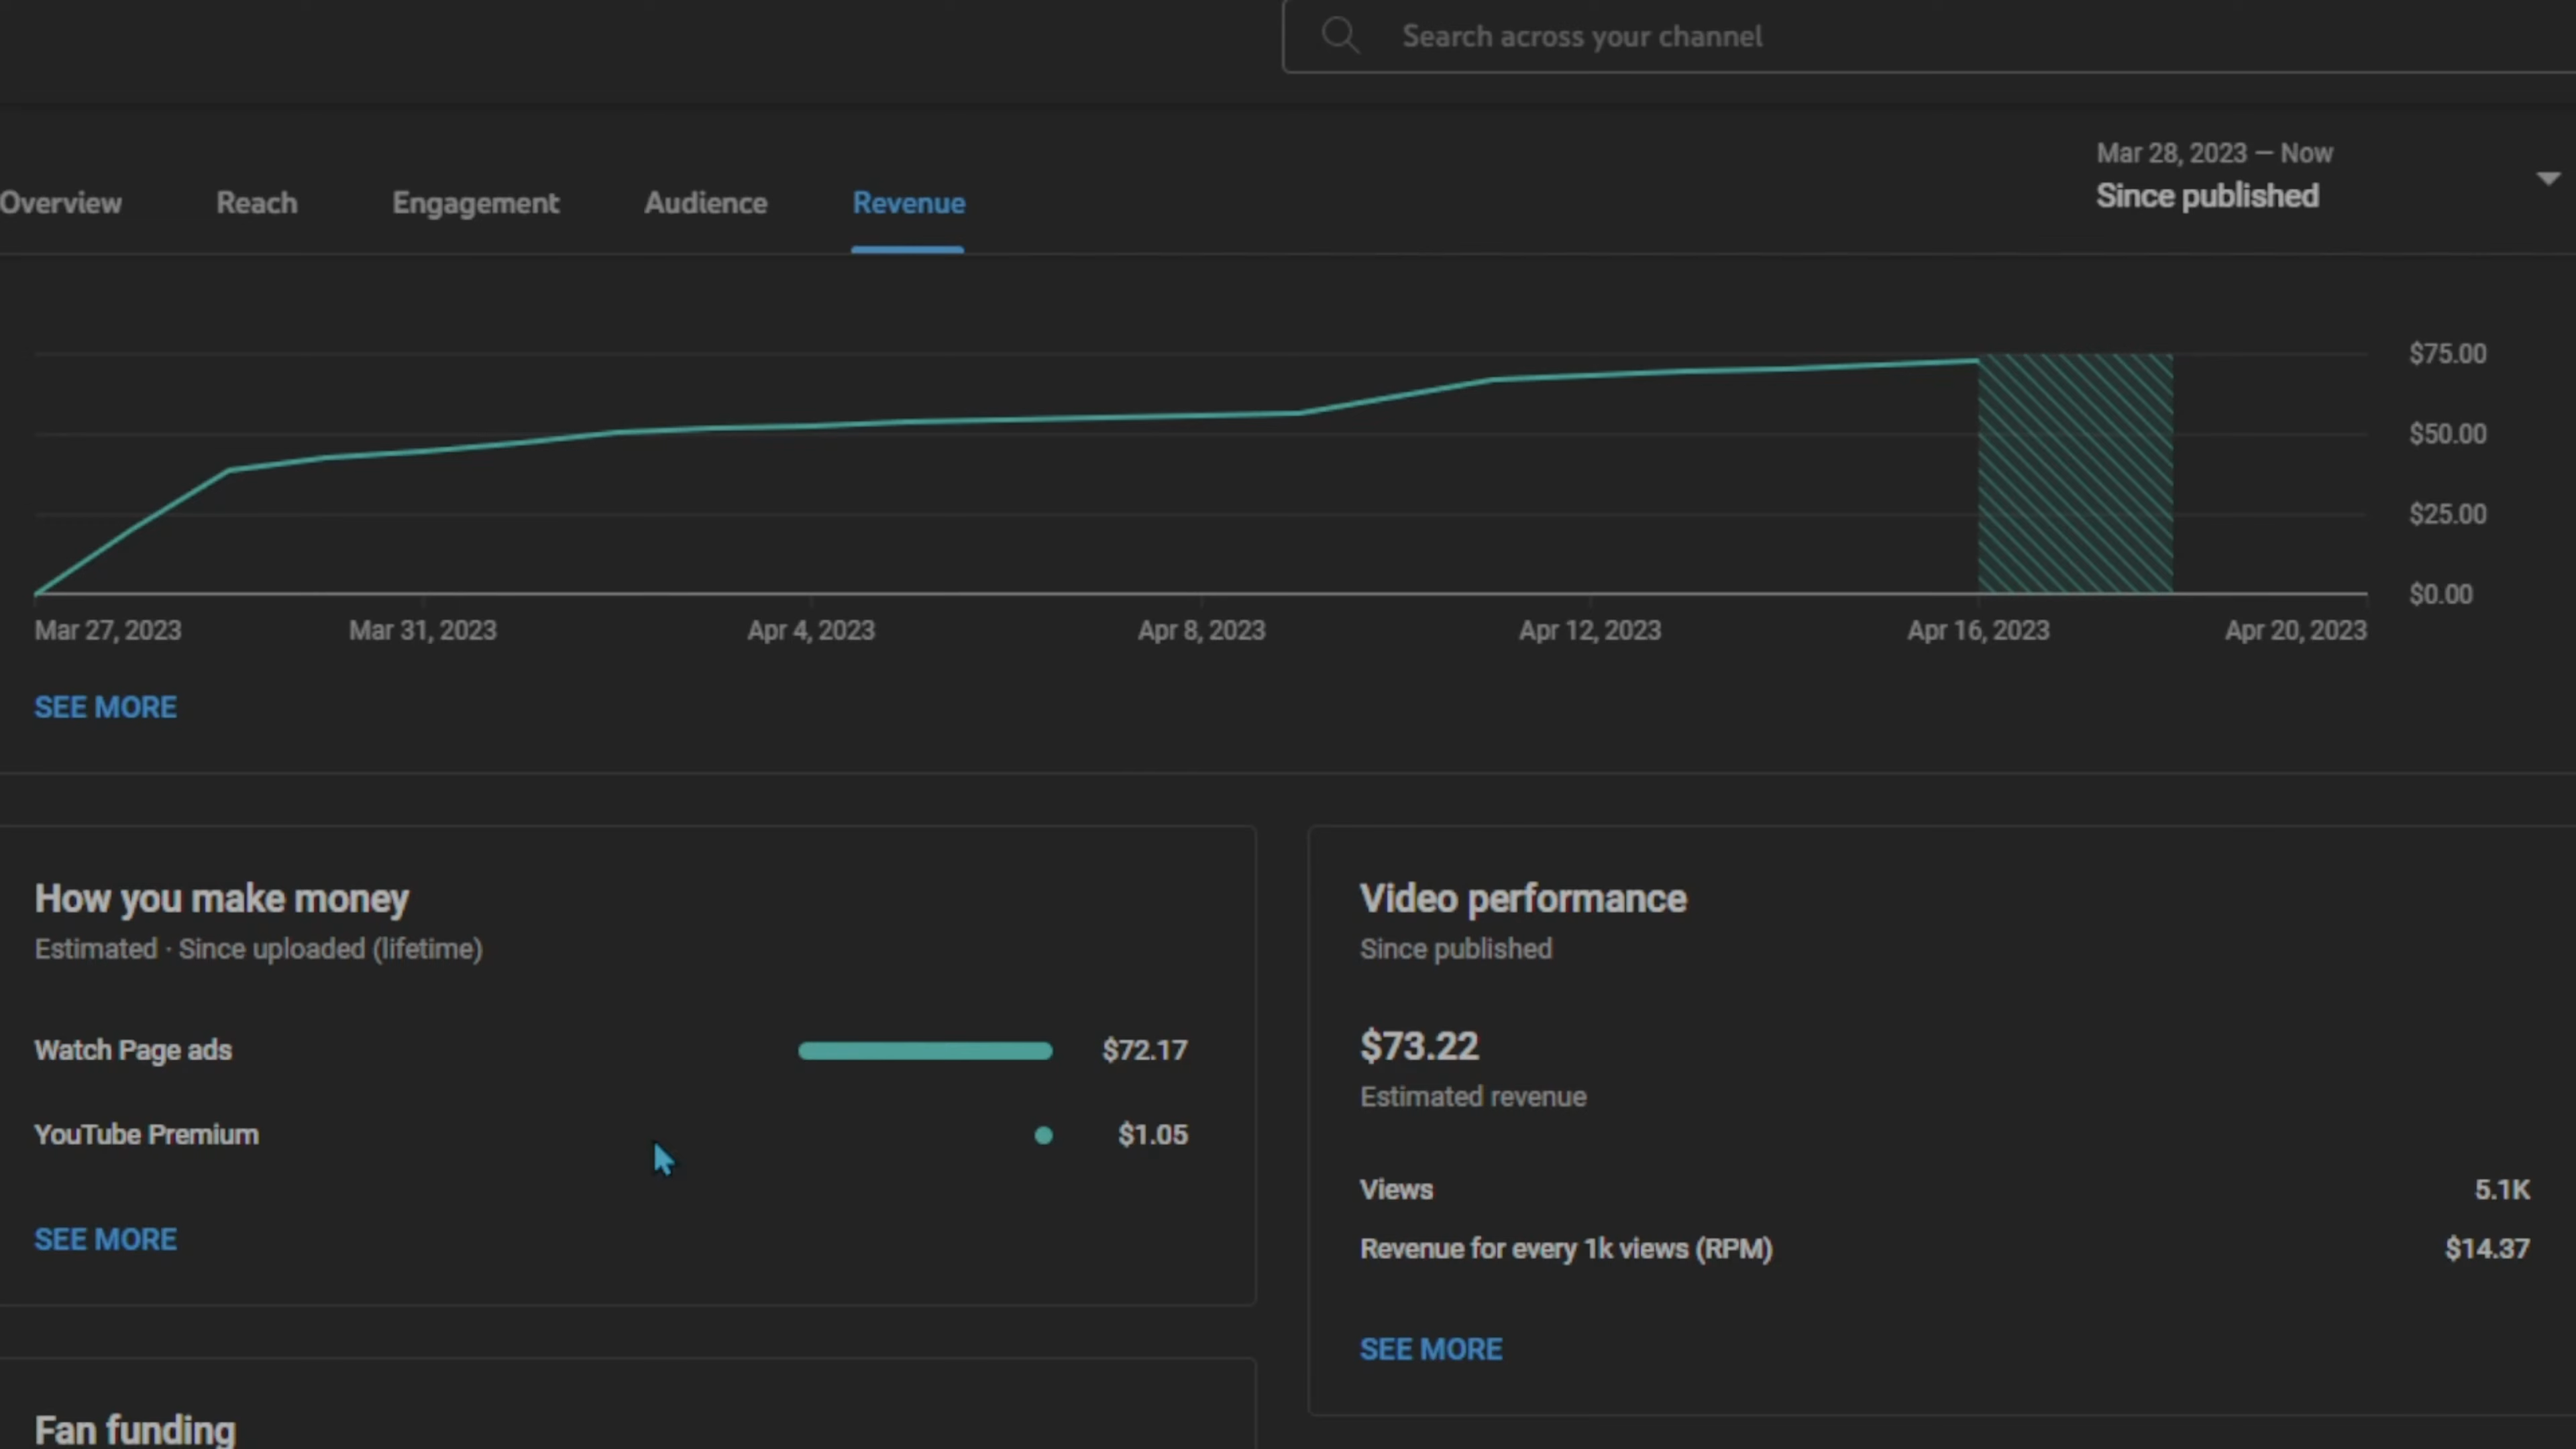 Search across your channel
Mar 28, 2023 – Now
Overview Reach Engagement Audience Revenue Since published
$75.00
$50.00
$25.00
$0.00
Mar 27, 2023 Mar 31, 2023 Apr 4, 2023 Apr 8, 2023 Apr 12, 2023 Apr 16, 2023 Apr 20, 2023
SEE MORE
How you make money
Estimated · Since uploaded (lifetime)
Watch Page ads $72.17
YouTube Premium $1.05
SEE MORE
Video performance
Since published
$73.22
Estimated revenue
Views 5.1K
Revenue for every 1k views (RPM) $14.37
SEE MORE
Fan funding